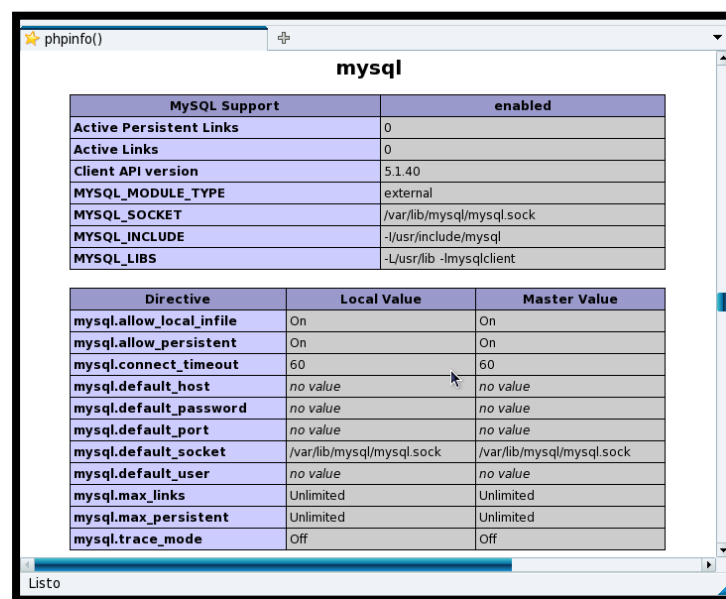 phpinfo()
mysql
MySQL Support enabled
Active Persistent Links 0
Active Links 0
Client API version 5.1.40
MYSQL_MODULE_TYPE external
MYSQL_SOCKET /var/lib/mysql/mysql.sock
MYSQL_INCLUDE -I/usr/include/mysql
MYSQL_LIBS -L/usr/lib -lmysqlclient
Directive Local Value Master Value
mysql.allow_local_infile On On
mysql.allow_persistent On On
mysql.connect_timeout 60 60
mysql.default_host no value no value
mysql.default_password no value no value
mysql.default_port no value no value
mysql.default_socket /var/lib/mysql/mysql.sock /var/lib/mysql/mysql.sock
mysql.default_user no value no value
mysql.max_links Unlimited Unlimited
mysql.max_persistent Unlimited Unlimited
mysql.trace_mode Off Off
Listo